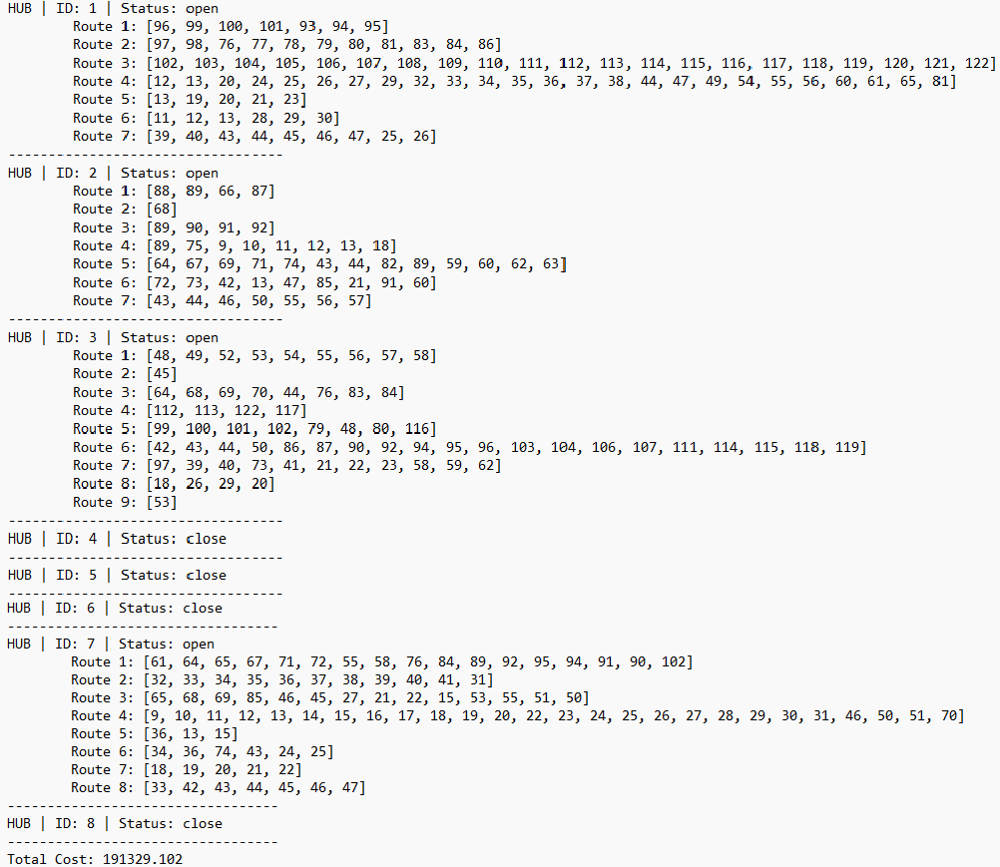 HUB | ID: 1 | Status: open
Route 1: [96, 99, 100, 101, 93, 94, 95]
Route 2: [97, 98, 76, 77, 78, 79, 80, 81, 83, 84, 86]
Route 3: [102, 103, 104, 105, 106, 107, 108, 109, 110, 111, 112, 113, 114, 115, 116, 117, 118, 119, 120, 121, 122]
Route 4: [12, 13, 20, 24, 25, 26, 27, 29, 32, 33, 34, 35, 36, 37, 38, 44, 47, 49, 54, 55, 56, 60, 61, 65, 81]
Route 5: [13, 19, 20, 21, 23]
Route 6: [11, 12, 13, 28, 29, 30]
Route 7: [39, 40, 43, 44, 45, 46, 47, 25, 26]
----------------------------------
HUB | ID: 2 | Status: open
Route 1: [88, 89, 66, 87]
Route 2: [68]
Route 3: [89, 90, 91, 92]
Route 4: [89, 75, 9, 10, 11, 12, 13, 18]
Route 5: [64, 67, 69, 71, 74, 43, 44, 82, 89, 59, 60, 62, 63]
Route 6: [72, 73, 42, 13, 47, 85, 21, 91, 60]
Route 7: [43, 44, 46, 50, 55, 56, 57]
----------------------------------
HUB | ID: 3 | Status: open
Route 1: [48, 49, 52, 53, 54, 55, 56, 57, 58]
Route 2: [45]
Route 3: [64, 68, 69, 70, 44, 76, 83, 84]
Route 4: [112, 113, 122, 117]
Route 5: [99, 100, 101, 102, 79, 48, 80, 116]
Route 6: [42, 43, 44, 50, 86, 87, 90, 92, 94, 95, 96, 103, 104, 106, 107, 111, 114, 115, 118, 119]
Route 7: [97, 39, 40, 73, 41, 21, 22, 23, 58, 59, 62]
Route 8: [18, 26, 29, 20]
Route 9: [53]
----------------------------------
HUB | ID: 4 | Status: close
----------------------------------
HUB | ID: 5 | Status: close
----------------------------------
HUB | ID: 6 | Status: close
----------------------------------
HUB | ID: 7 | Status: open
Route 1: [61, 64, 65, 67, 71, 72, 55, 58, 76, 84, 89, 92, 95, 94, 91, 90, 102]
Route 2: [32, 33, 34, 35, 36, 37, 38, 39, 40, 41, 31]
Route 3: [65, 68, 69, 85, 46, 45, 27, 21, 22, 15, 53, 55, 51, 50]
Route 4: [9, 10, 11, 12, 13, 14, 15, 16, 17, 18, 19, 20, 22, 23, 24, 25, 26, 27, 28, 29, 30, 31, 46, 50, 51, 70]
Route 5: [36, 13, 15]
Route 6: [34, 36, 74, 43, 24, 25]
Route 7: [18, 19, 20, 21, 22]
Route 8: [33, 42, 43, 44, 45, 46, 47]
----------------------------------
HUB | ID: 8 | Status: close
----------------------------------
Total Cost: 191329.102